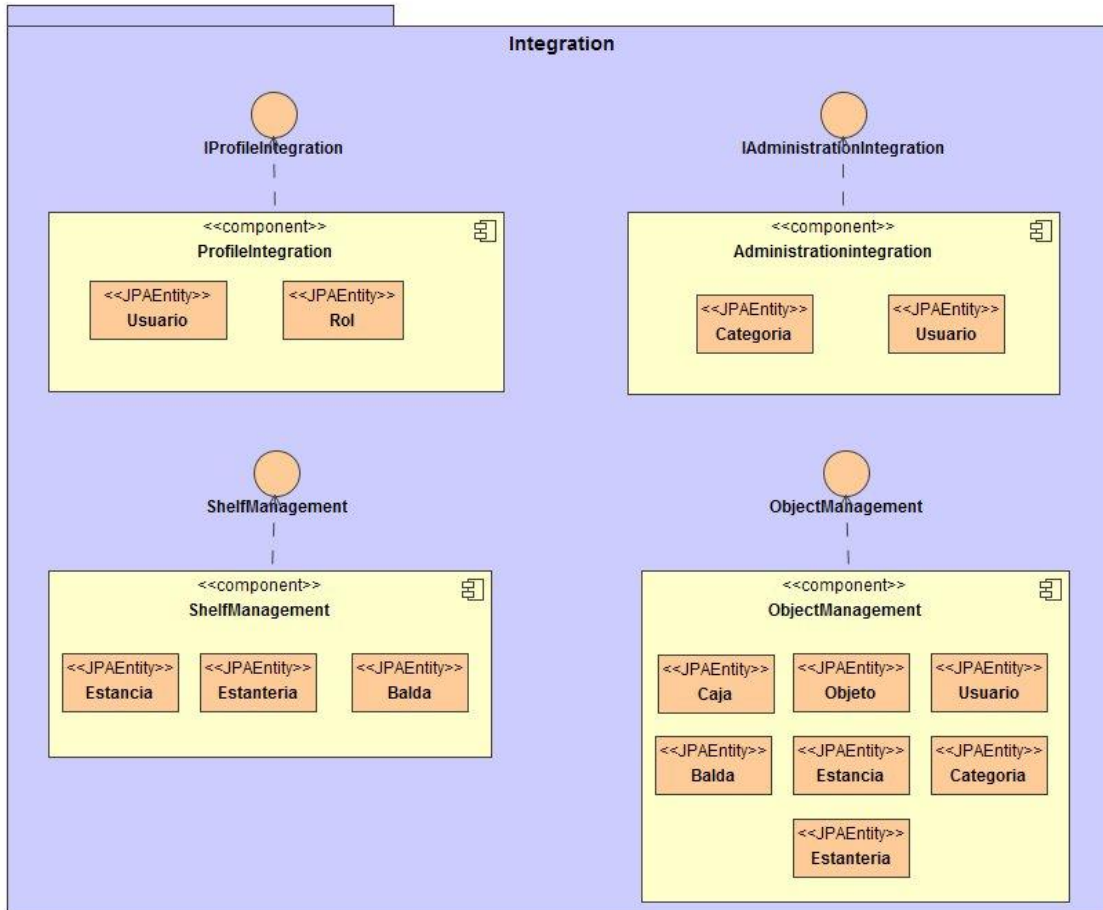 Integration
IProfileIntegration
IAdministrationIntegration
<<component>>
ProfileIntegration
<<JPAEntity>>
Usuario
<<JPAEntity>>
Rol
<<component>>
Administrationintegration
<<JPAEntity>>
Categoria
<<JPAEntity>>
Usuario
ShelfManagement
ObjectManagement
<<component>>
ShelfManagement
<<JPAEntity>>
Estancia
<<JPAEntity>>
Estanteria
<<JPAEntity>>
Balda
<<component>>
ObjectManagement
<<JPAEntity>>
Caja
<<JPAEntity>>
Objeto
<<JPAEntity>>
Usuario
<<JPAEntity>>
Balda
<<JPAEntity>>
Estancia
<<JPAEntity>>
Categoria
<<JPAEntity>>
Estanteria